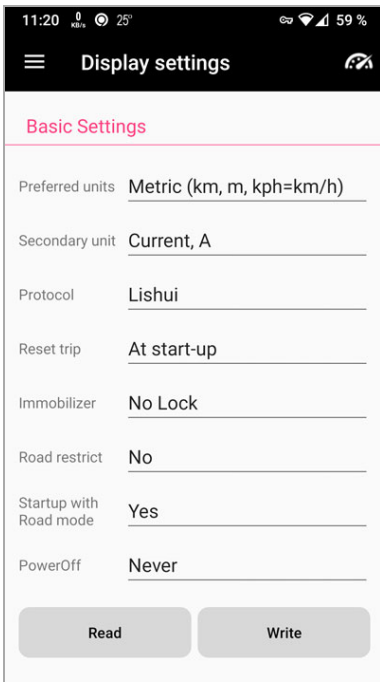 11:20 0 KB/s 25° 59 %
Display settings
Basic Settings
Preferred units Metric (km, m, kph=km/h)
Secondary unit Current, A
Protocol Lishui
Reset trip At start-up
Immobilizer No Lock
Road restrict No
Startup with
Road mode Yes
PowerOff Never
Read Write